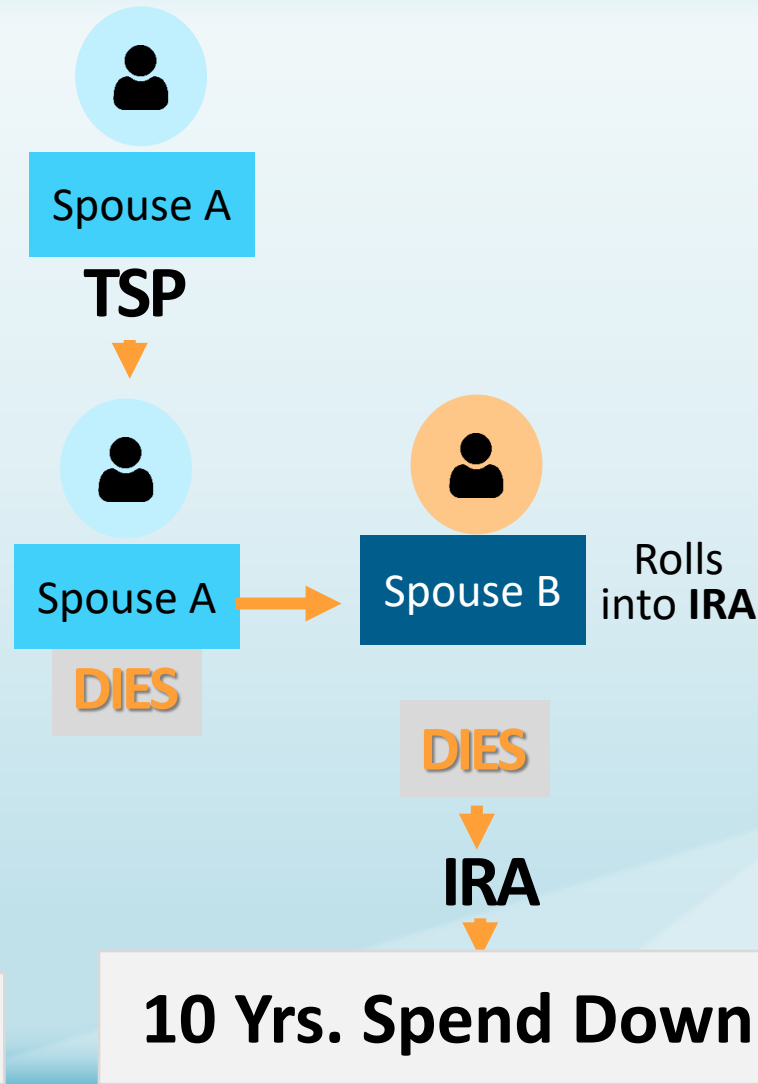 Spouse A
TSP
Spouse A
DIES
Spouse B
Rolls
into IRA
DIES
IRA
10 Yrs. Spend Down